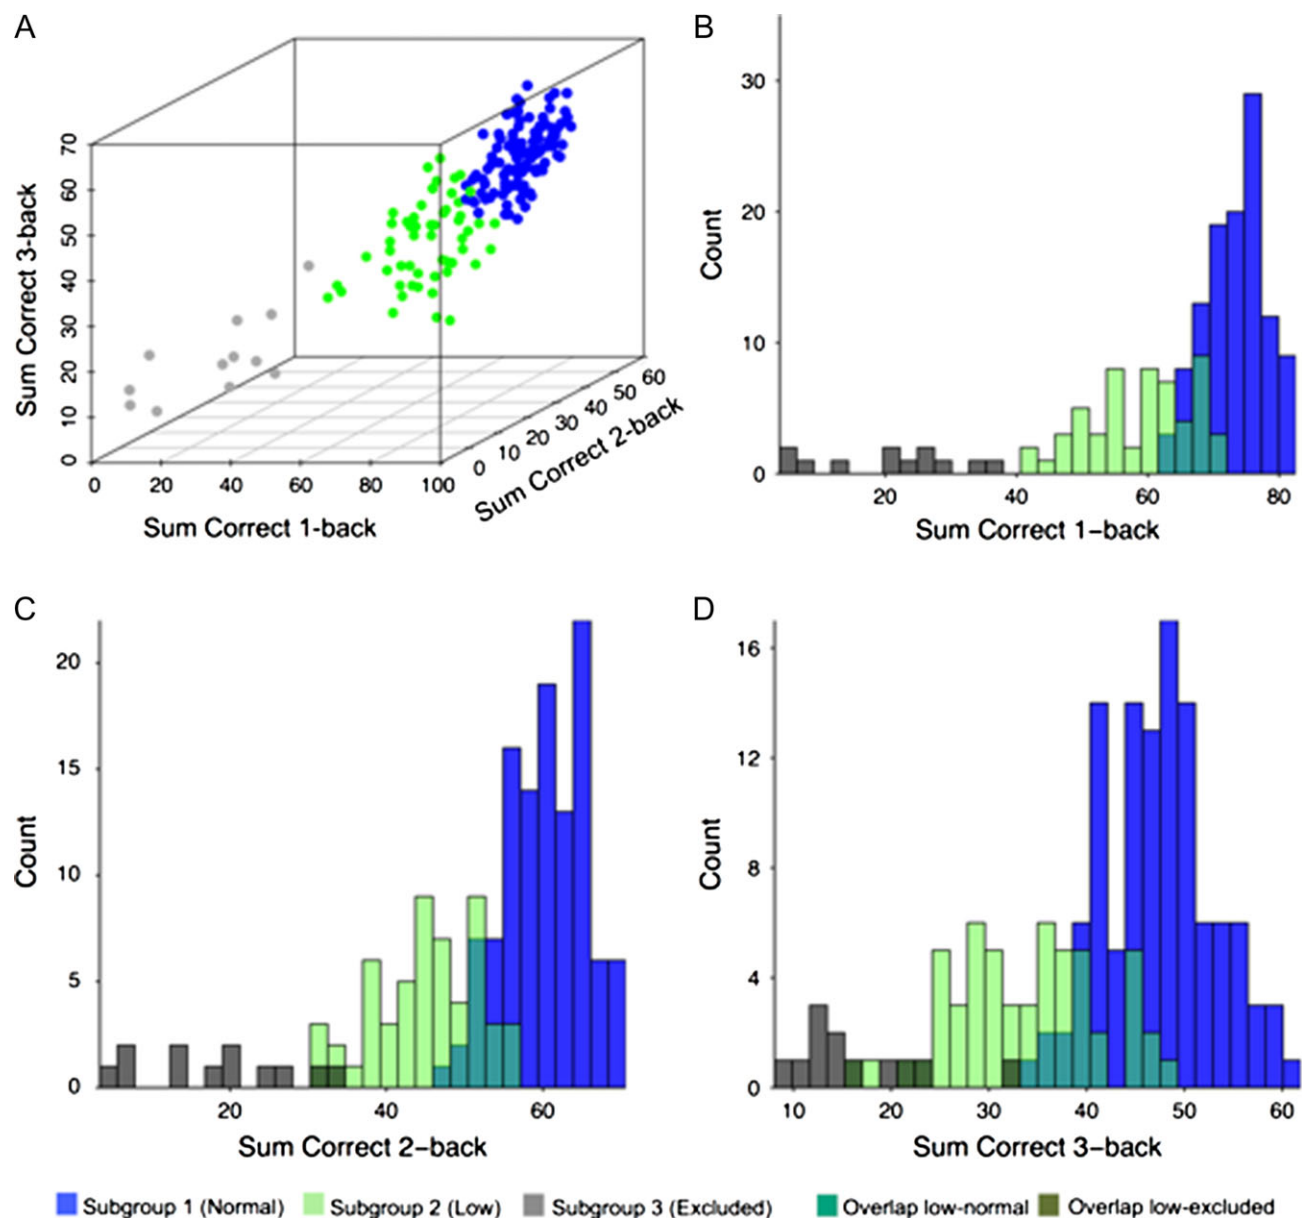 A
70
60
50
40
30
20
10
0
Sum Correct 3-back
0 20 40 60 80 100
Sum Correct 1-back
0 10 20 30 40 50 60
Sum Correct 2-back
B
30
20
10
0
Count
20 40 60 80
Sum Correct 1−back
C
20
15
10
5
0
Count
20 40 60
Sum Correct 2−back
D
16
12
8
4
0
Count
10 20 30 40 50 60
Sum Correct 3−back
Subgroup 1 (Normal) Subgroup 2 (Low) Subgroup 3 (Excluded) Overlap low-normal Overlap low-excluded